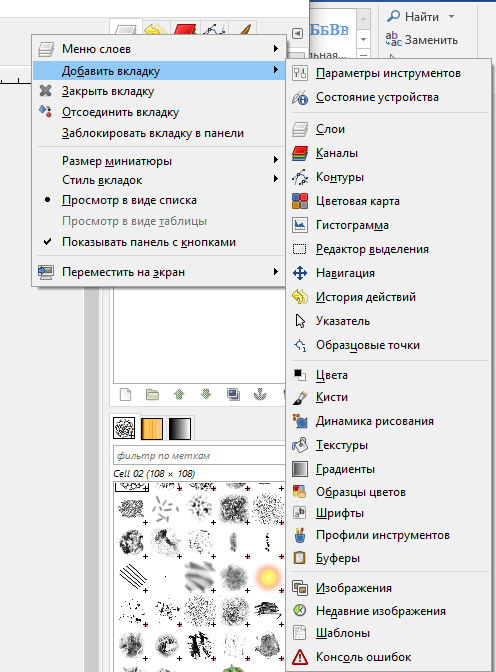 БбВв
льная...
Найти
Заменить
Меню слоев
Добавить вкладку
Закрыть вкладку
Отсоединить вкладку
Заблокировать вкладку в панели
Размер миниатюры
Стиль вкладок
Просмотр в виде списка
Просмотр в виде таблицы
Показывать панель с кнопками
Переместить на экран
Параметры инструментов
Состояние устройства
Слои
Каналы
Контуры
Цветовая карта
Гистограмма
Редактор выделения
Навигация
История действий
Указатель
Образцовые точки
Цвета
Кисти
Динамика рисования
Текстуры
Градиенты
Образцы цветов
Шрифты
Профили инструментов
Буферы
Изображения
Недавние изображения
Шаблоны
Консоль ошибок
фильтр по меткам
Cell 02 (108 × 108)